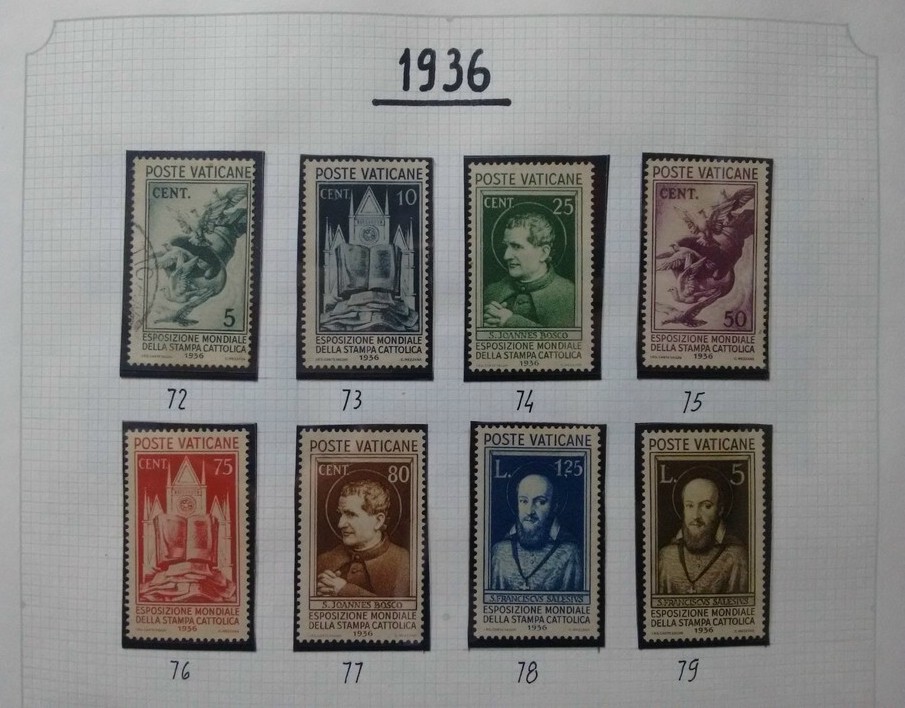 1936
POSTE VATICANE
CENT.
5
ESPOSIZIONE MONDIALE
DELLA STAMPA CATTOLICA
1936
POSTE VATICANE
CENT. 10
ESPOSIZIONE MONDIALE
DELLA STAMPA CATTOLICA
1936
POSTE VATICANE
CENT. 25
S. JOANNES BOSCO
ESPOSIZIONE MONDIALE
DELLA STAMPA CATTOLICA
1936
POSTE VATICANE
CENT.
50
ESPOSIZIONE MONDIALE
DELLA STAMPA CATTOLICA
1936
72
73
74
75
POSTE VATICANE
CENT. 75
ESPOSIZIONE MONDIALE
DELLA STAMPA CATTOLICA
1936
POSTE VATICANE
CENT. 80
S. JOANNES BOSCO
ESPOSIZIONE MONDIALE
DELLA STAMPA CATTOLICA
1936
POSTE VATICANE
L. 1,25
S. FRANCISCVS SALESIVS
ESPOSIZIONE MONDIALE
DELLA STAMPA CATTOLICA
1936
POSTE VATICANE
L. 5
S. FRANCISCVS SALESIVS
ESPOSIZIONE MONDIALE
DELLA STAMPA CATTOLICA
1936
76
77
78
79